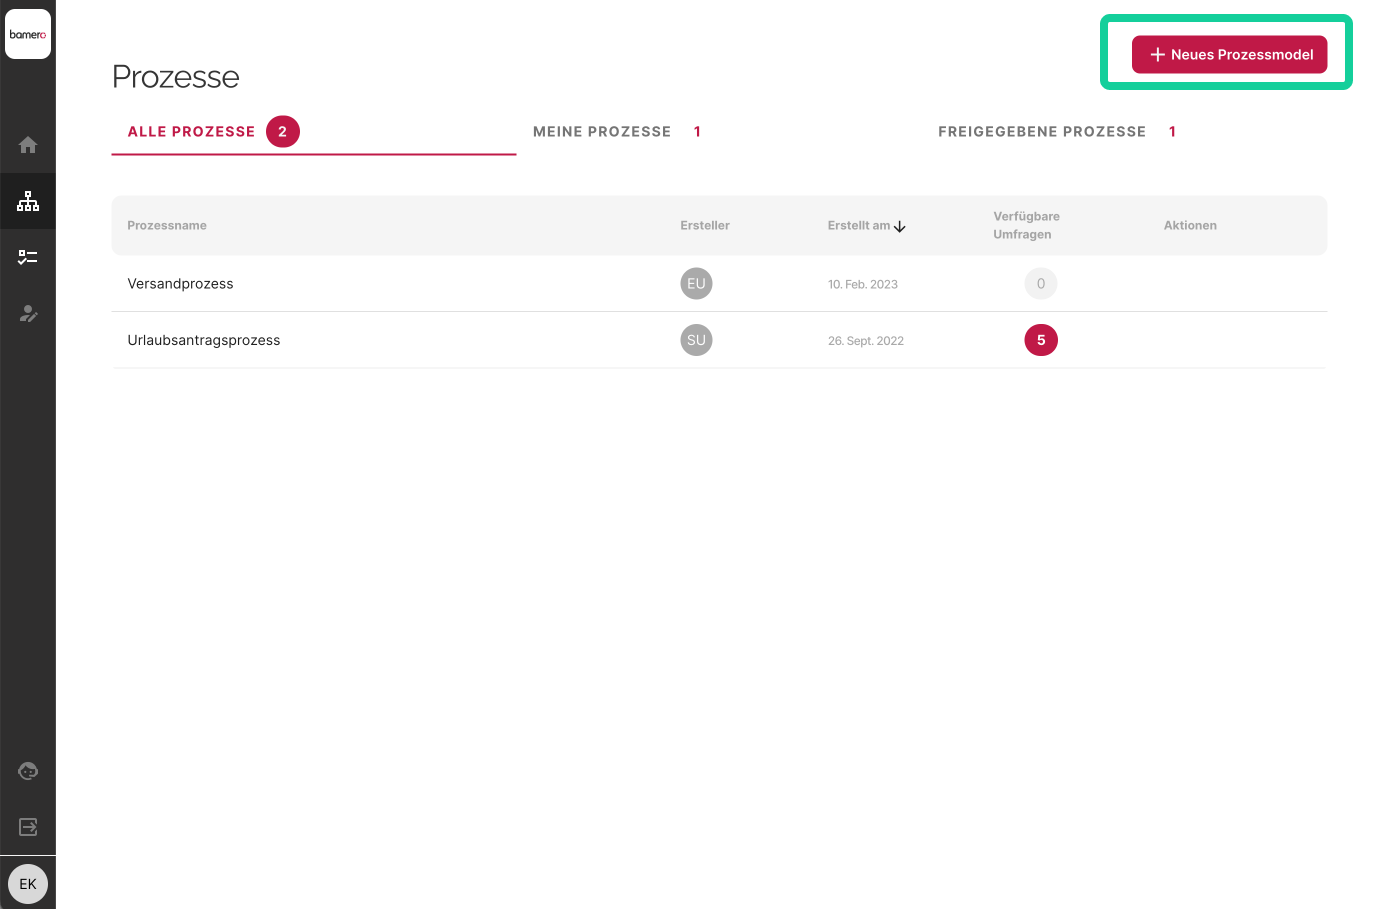 bamero
Neues Prozessmodel
Prozesse
ALLE PROZESSE 2
MEINE PROZESSE 1
FREIGEGEBENE PROZESSE 1
Prozessname
Ersteller
Erstellt am
Verfügbare
Umfragen
Aktionen
Versandprozess
EU
10. Feb. 2023
0
Urlaubsantragsprozess
SU
26. Sept. 2022
5
EK